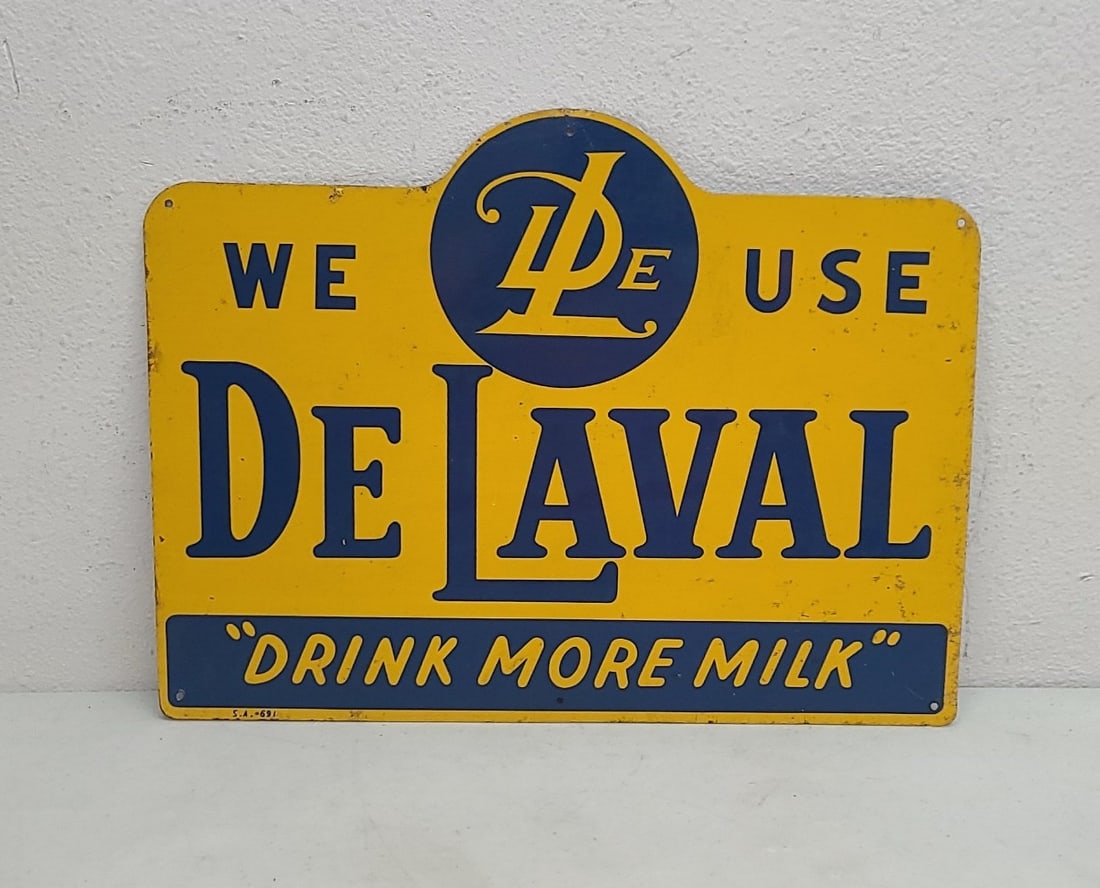 DLE
WE USE
DE LAVAL
"DRINK MORE MILK"
S.A.-691